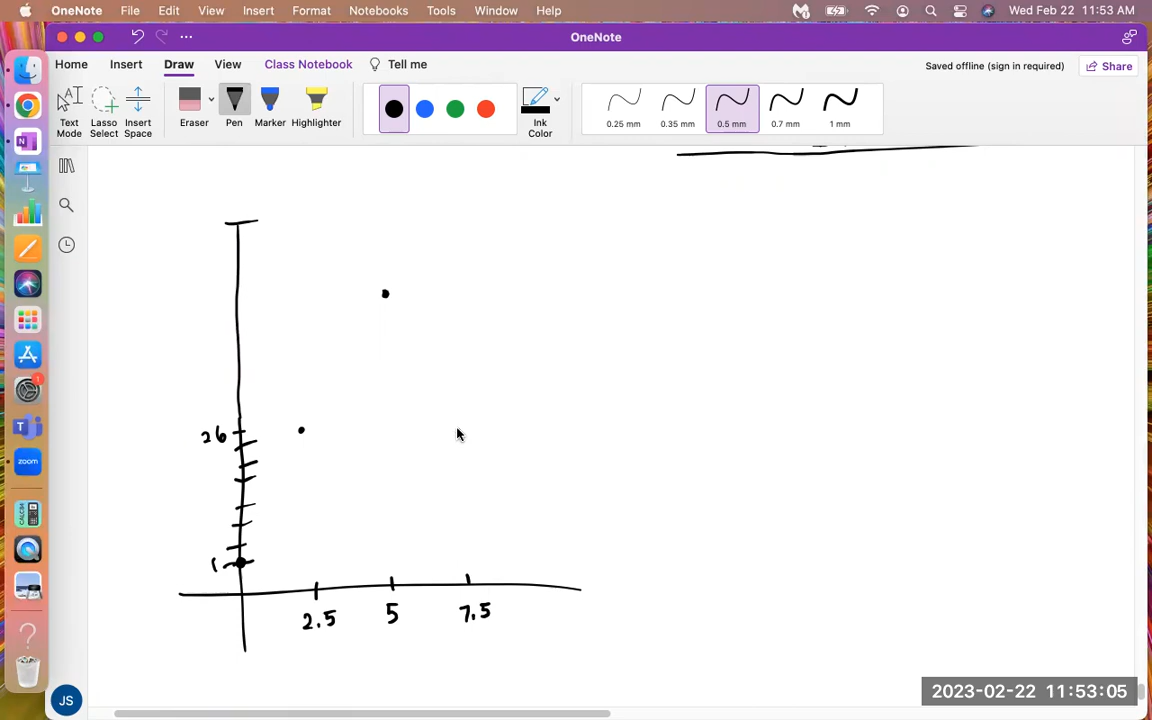 OneNote File Edit View Insert Format Notebooks Tools Window Help Wed Feb 22 11:53 AM
OneNote
Home Insert Draw View Class Notebook Tell me Saved offline (sign in required) Share
Text Mode
Lasso Select
Insert Space
Eraser
Pen
Marker
Highlighter
Ink Color
0.25 mm
0.35 mm
0.5 mm
0.7 mm
1 mm
26
1
2.5 5 7.5
1
zoom
JS
2023-02-22 11:53:05